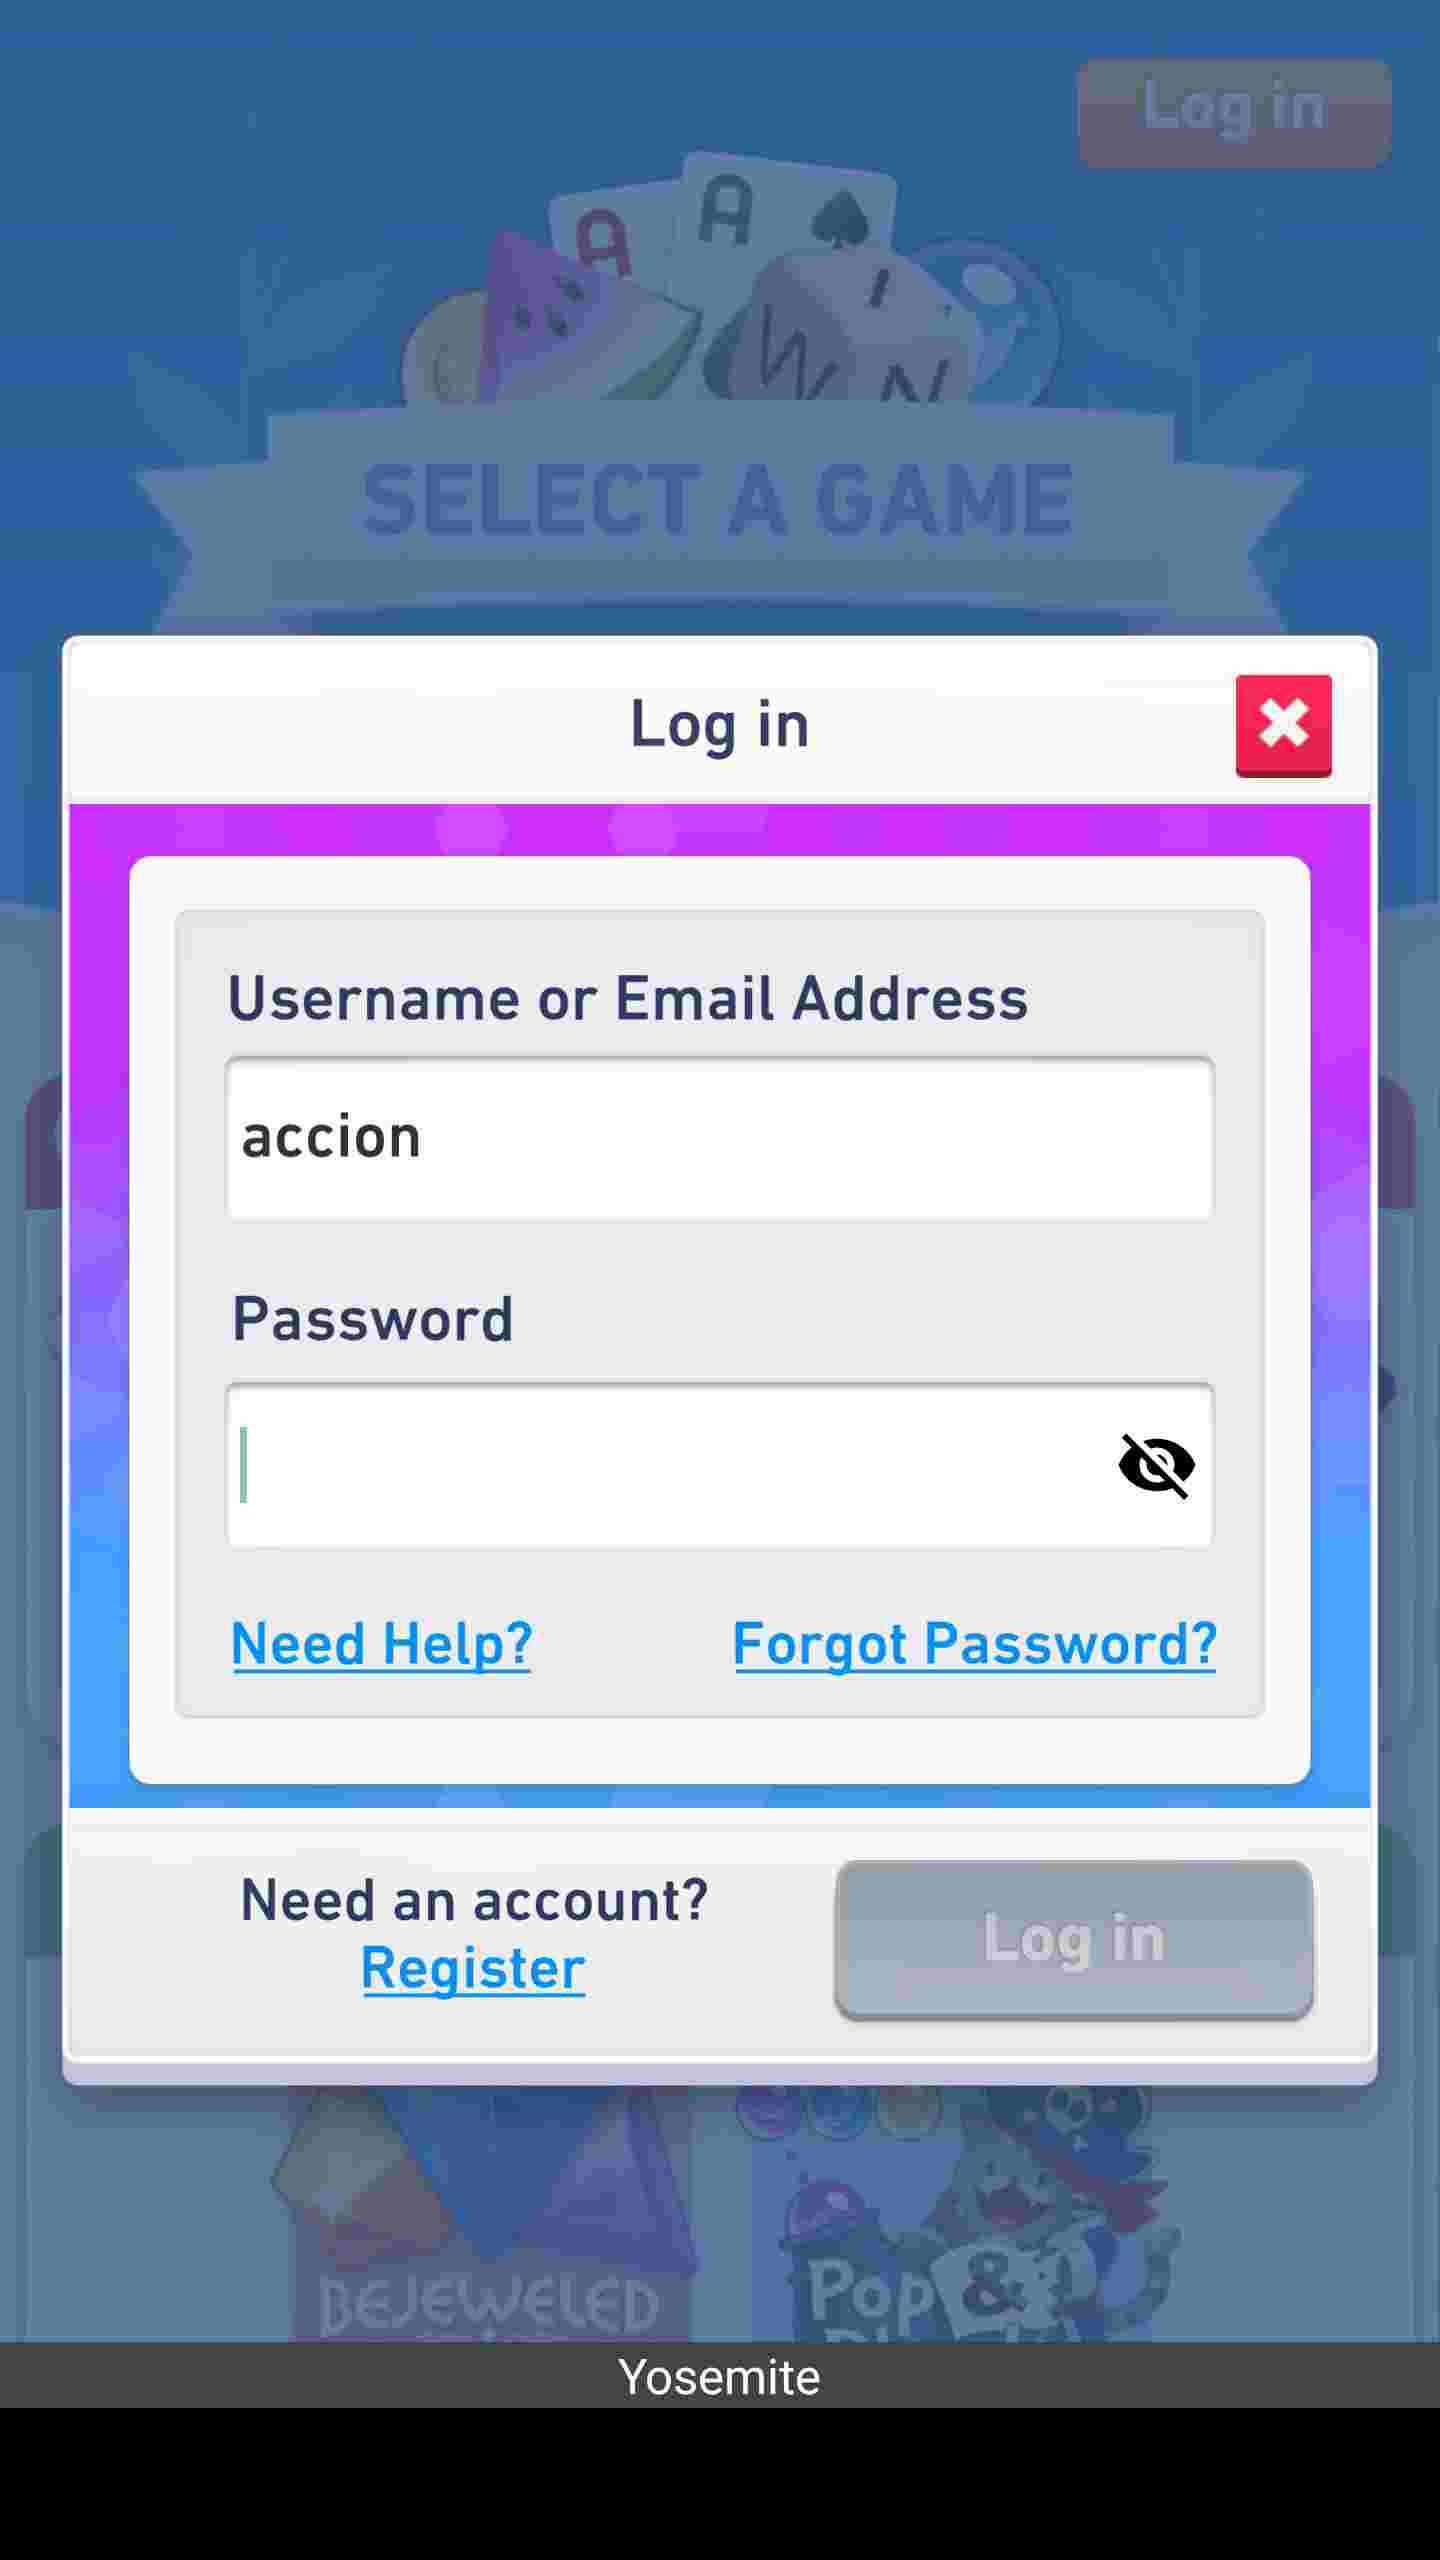 Log in
A
A
I
W
N
SELECT A GAME
Log in
Username or Email Address
accion
Password
Need Help?
Forgot Password?
Need an account?
Register
Log in
BEJEWELED
Pop &
Yosemite